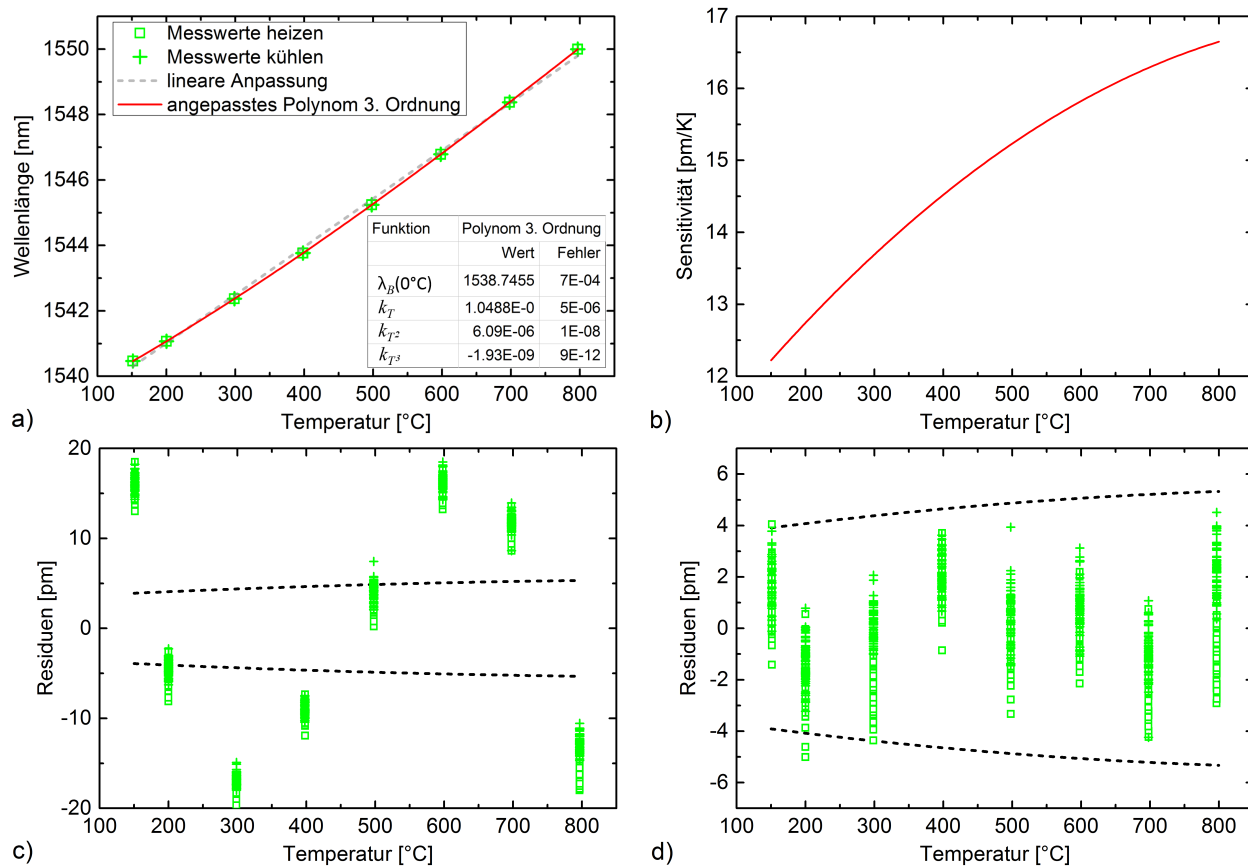 1550
1548
1546
1544
1542
1540
Wellenlänge [nm]
Messwerte heizen
Messwerte kühlen
lineare Anpassung
angepasstes Polynom 3. Ordnung
Funktion Polynom 3. Ordnung
Wert Fehler
λB(0°C) 1538.7455 7E-04
kT 1.0488E-0 5E-06
kT² 6.09E-06 1E-08
kT³ -1.93E-09 9E-12
100 200 300 400 500 600 700 800
a) Temperatur [°C]
17
16
15
14
13
12
Sensitivität [pm/K]
100 200 300 400 500 600 700 800
b) Temperatur [°C]
20
10
0
-10
-20
Residuen [pm]
100 200 300 400 500 600 700 800
c) Temperatur [°C]
6
4
2
0
-2
-4
-6
Residuen [pm]
100 200 300 400 500 600 700 800
d) Temperatur [°C]